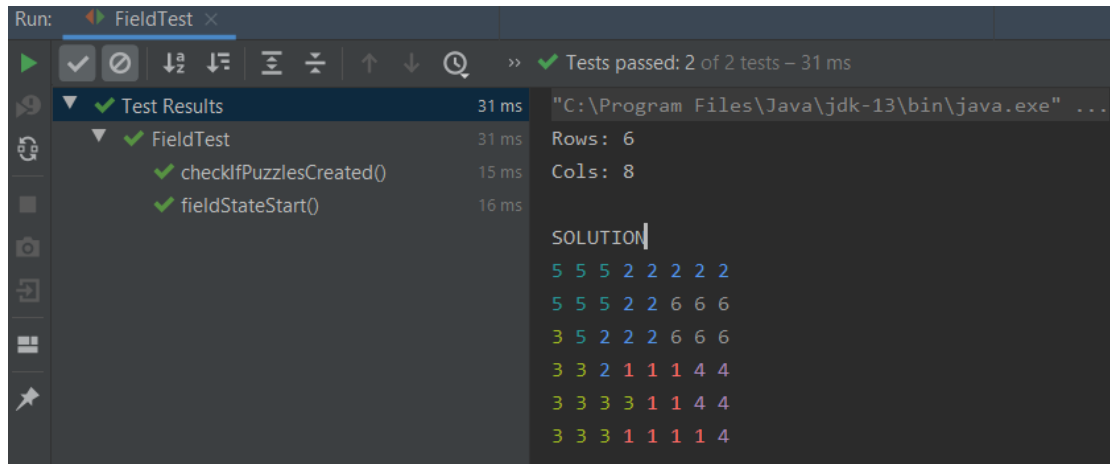 Run: FieldTest ×
» Tests passed: 2 of 2 tests – 31 ms
Test Results 31 ms
FieldTest 31 ms
checkIfPuzzlesCreated() 15 ms
fieldStateStart() 16 ms
"C:\Program Files\Java\jdk-13\bin\java.exe" ...
Rows: 6
Cols: 8
SOLUTION
5 5 5 2 2 2 2 2
5 5 5 2 2 6 6 6
3 5 2 2 2 6 6 6
3 3 2 1 1 1 4 4
3 3 3 3 1 1 4 4
3 3 3 1 1 1 1 4